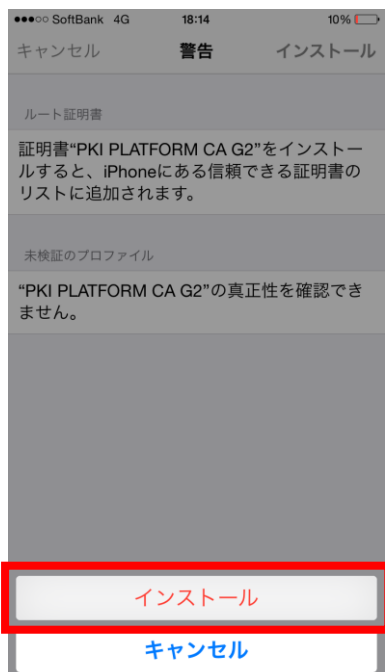 ●●●○○ SoftBank 4G 18:14 10%
キャンセル 警告 インストール
ルート証明書
証明書“PKI PLATFORM CA G2”をインストー
ルすると、iPhoneにある信頼できる証明書の
リストに追加されます。
未検証のプロファイル
“PKI PLATFORM CA G2”の真正性を確認でき
ません。
インストール
キャンセル